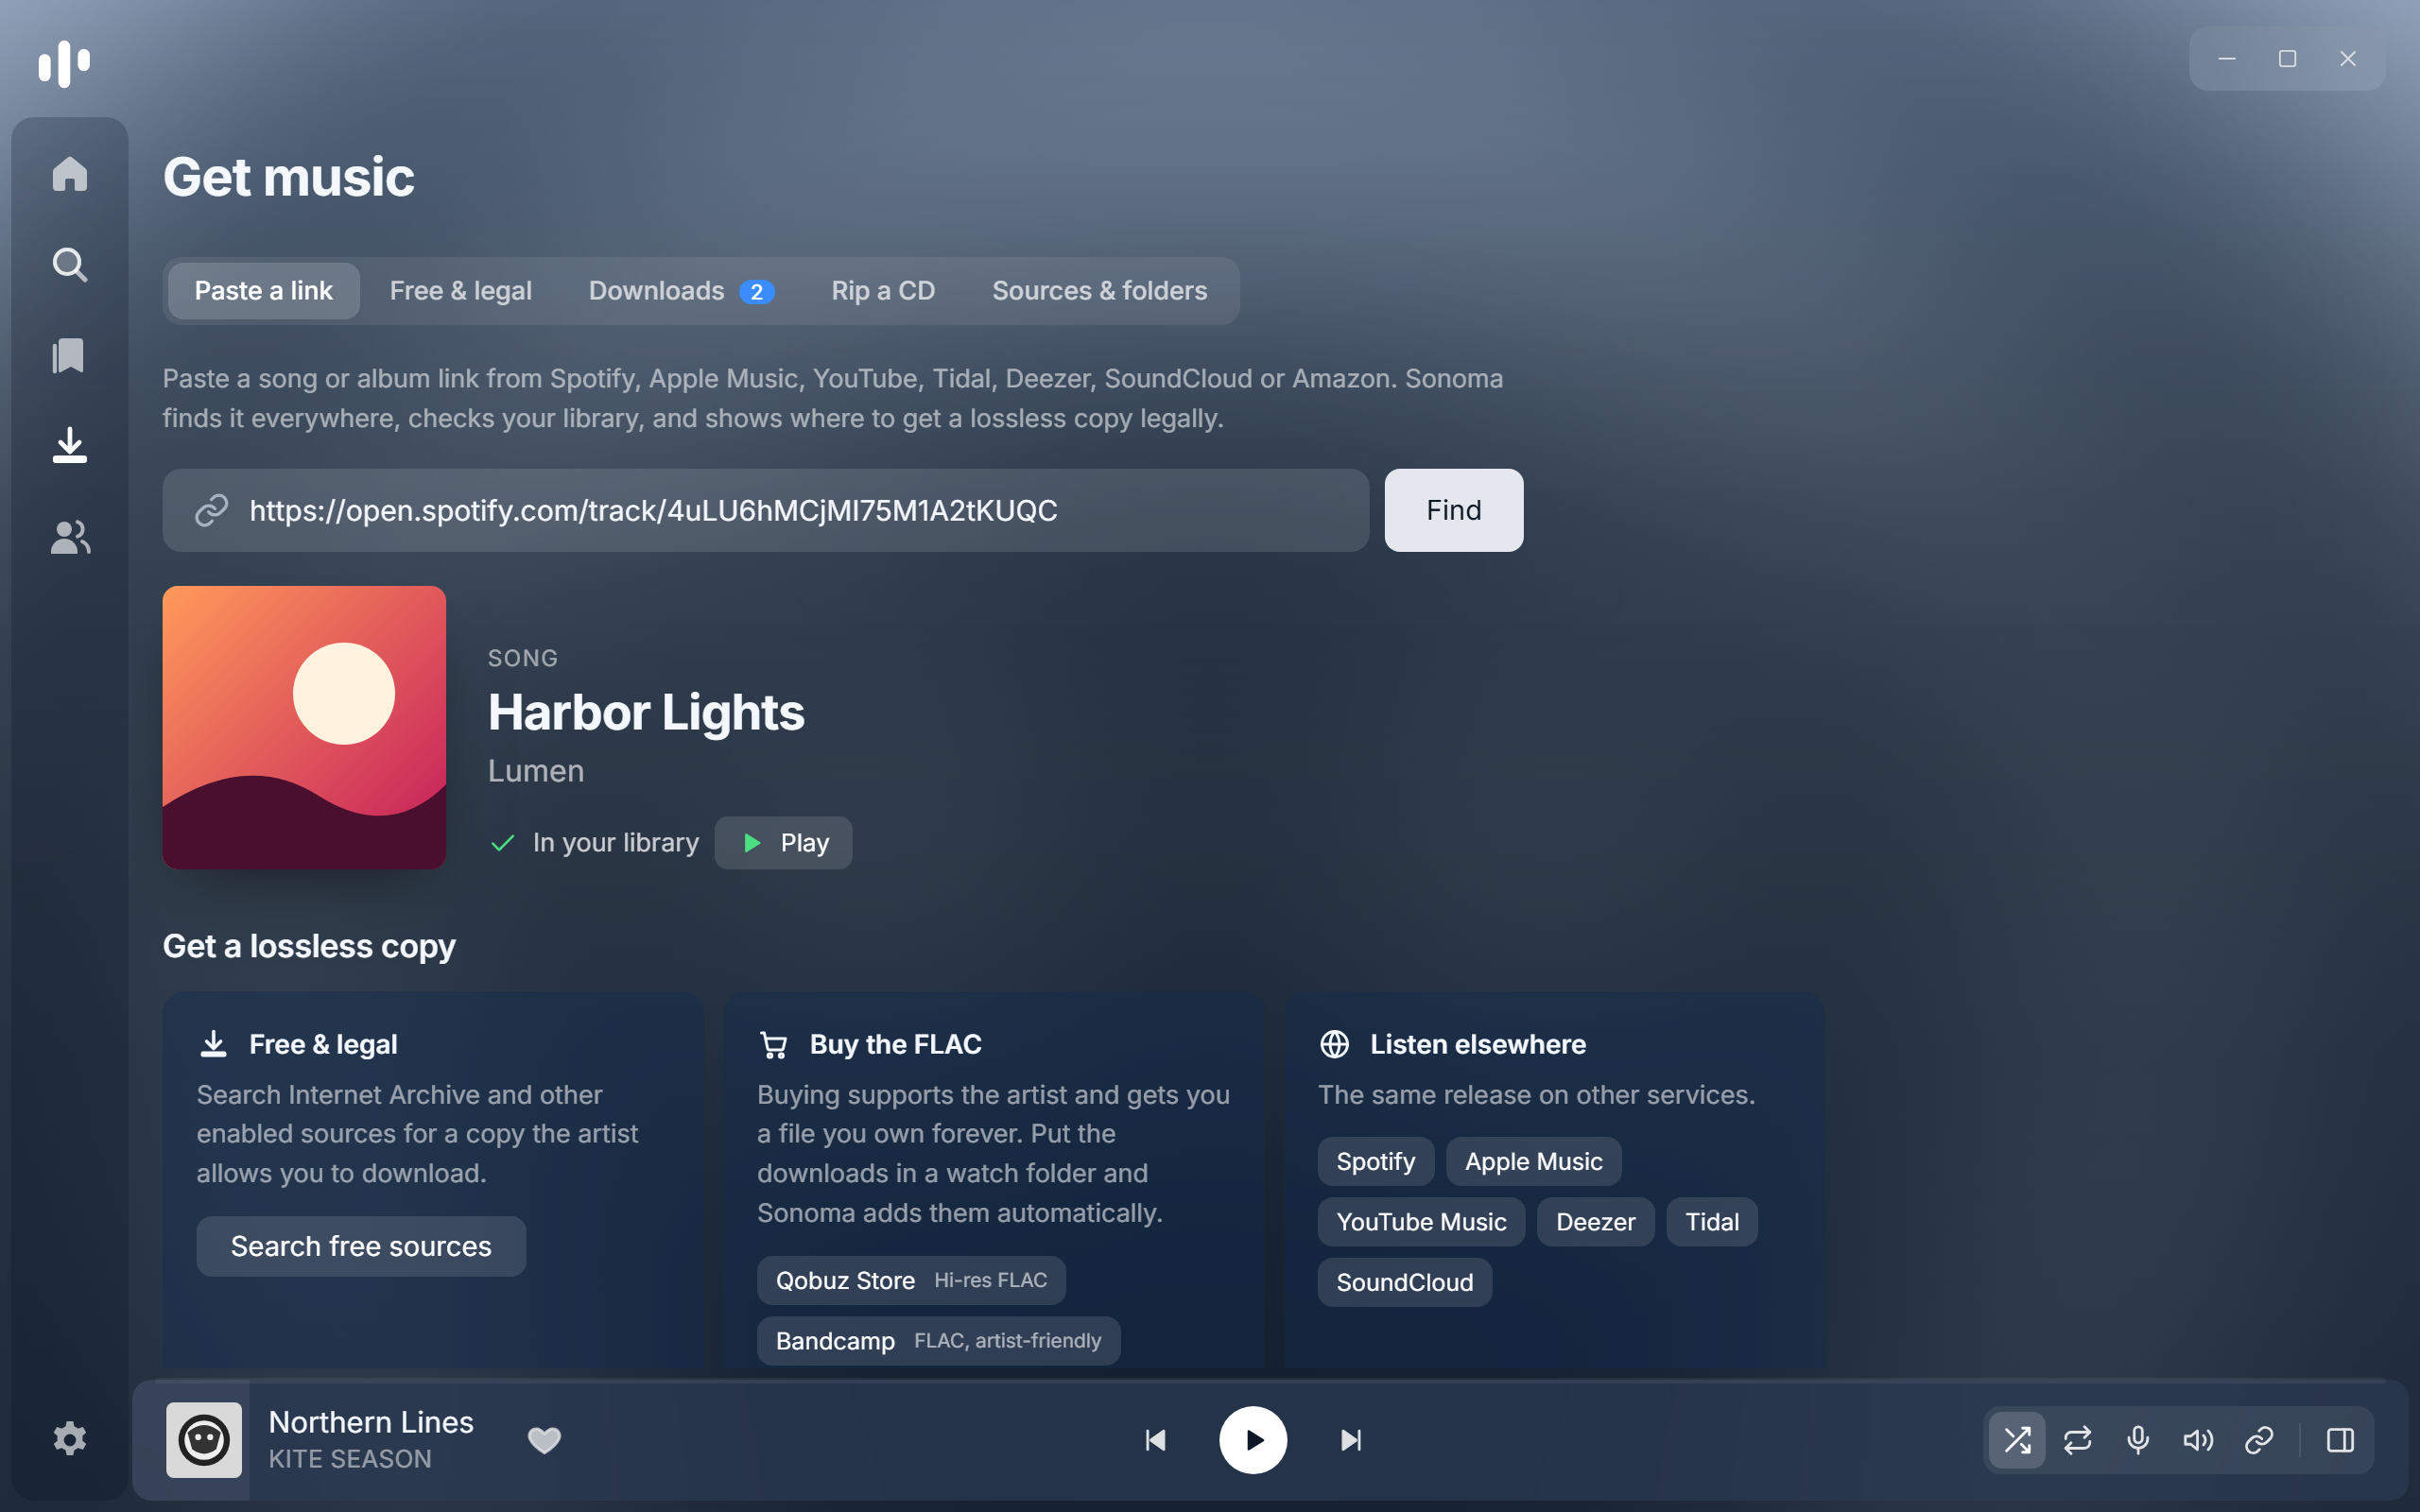 Get music
Paste a link
Free & legal
Downloads 2
Rip a CD
Sources & folders
Paste a song or album link from Spotify, Apple Music, YouTube, Tidal, Deezer, SoundCloud or Amazon. Sonoma
finds it everywhere, checks your library, and shows where to get a lossless copy legally.
https://open.spotify.com/track/4uLU6hMCjMI75M1A2tKUQC
Find
SONG
Harbor Lights
Lumen
In your library
Play
Get a lossless copy
Free & legal
Search Internet Archive and other
enabled sources for a copy the artist
allows you to download.
Search free sources
Buy the FLAC
Buying supports the artist and gets you
a file you own forever. Put the
downloads in a watch folder and
Sonoma adds them automatically.
Qobuz Store Hi-res FLAC
Bandcamp FLAC, artist-friendly
Listen elsewhere
The same release on other services.
Spotify
Apple Music
YouTube Music
Deezer
Tidal
SoundCloud
Northern Lines
KITE SEASON